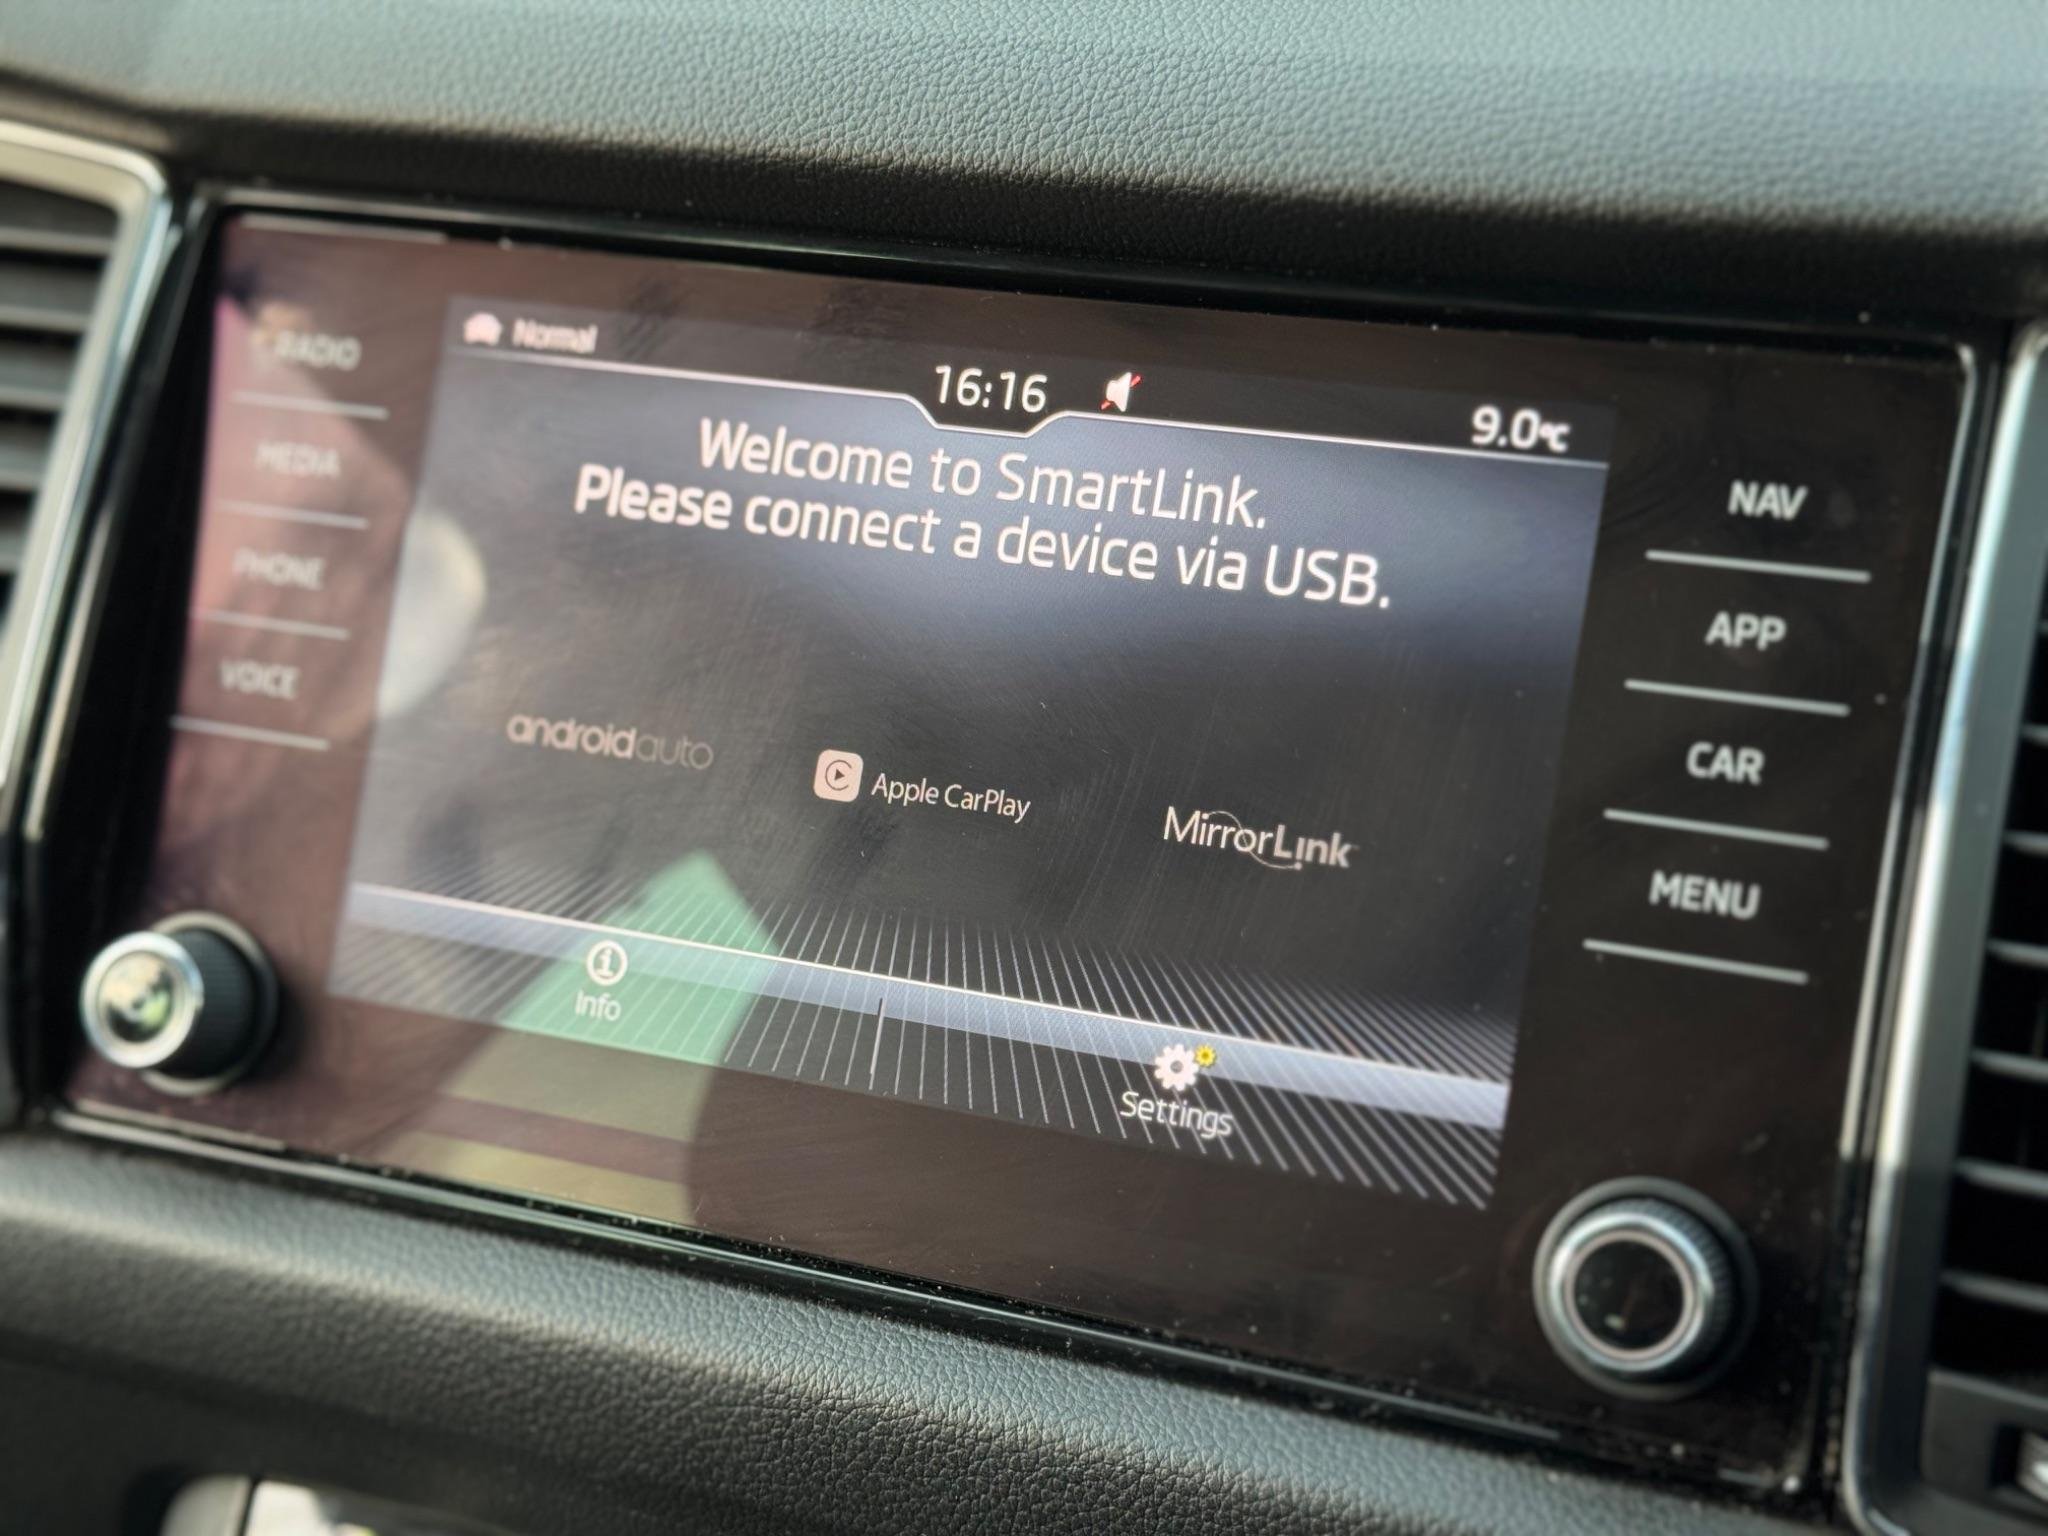 Normal
16:16
9.0°C
Welcome to SmartLink.
Please connect a device via USB.
RADIO
MEDIA
PHONE
VOICE
androidauto
Apple CarPlay
MirrorLink
Info
Settings
NAV
APP
CAR
MENU